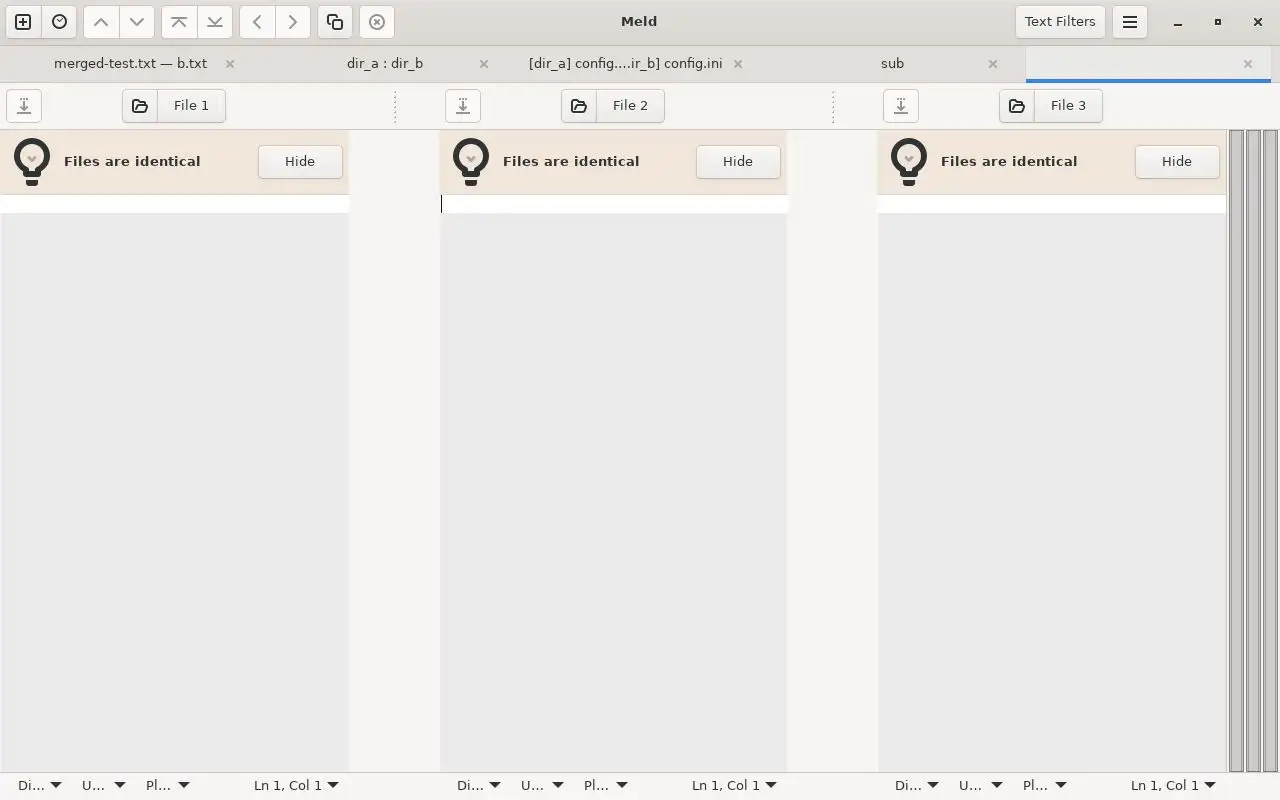 Meld
Text Filters
merged-test.txt — b.txt
dir_a : dir_b
[dir_a] config.…ir_b] config.ini
sub
File 1
File 2
File 3
Files are identical
Hide
Files are identical
Hide
Files are identical
Hide
Di… U… Pl… Ln 1, Col 1
Di… U… Pl… Ln 1, Col 1
Di… U… Pl… Ln 1, Col 1